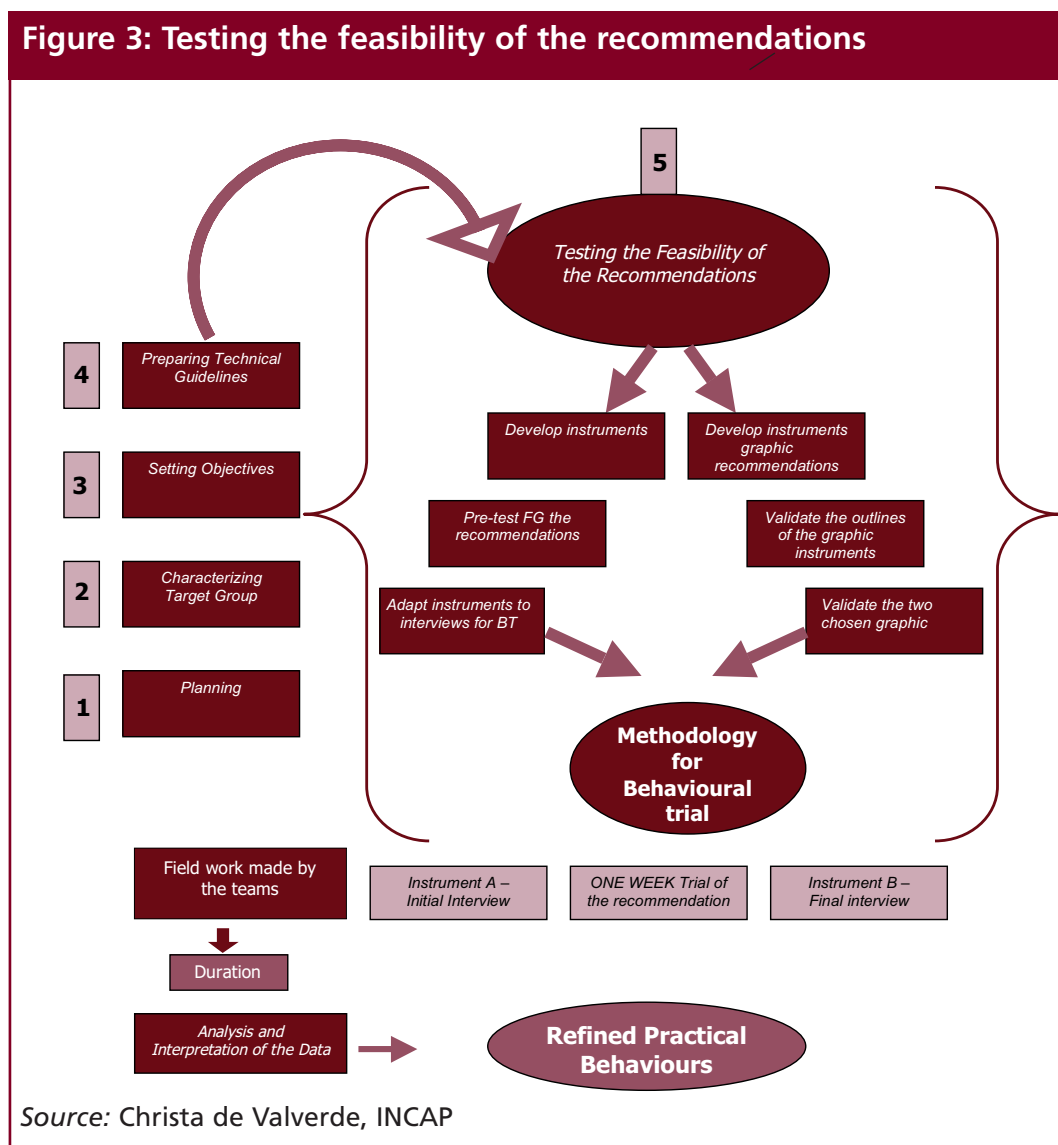 Figure 3: Testing the feasibility of the recommendations
5
Testing the Feasibility of
the Recommendations
4
Preparing Technical
Guidelines
3
Setting Objectives
2
Characterizing
Target Group
1
Planning
Develop instruments
Develop instruments
graphic
recommendations
Pre-test FG the
recommendations
Validate the outlines
of the graphic
instruments
Adapt instruments to
interviews for BT
Validate the two
chosen graphic
Methodology
for
Behavioural
trial
Field work made by
the teams
Instrument A –
Initial Interview
ONE WEEK Trial of
the recommendation
Instrument B –
Final interview
Duration
Analysis and
Interpretation of the Data
Refined Practical
Behaviours
Source: Christa de Valverde, INCAP